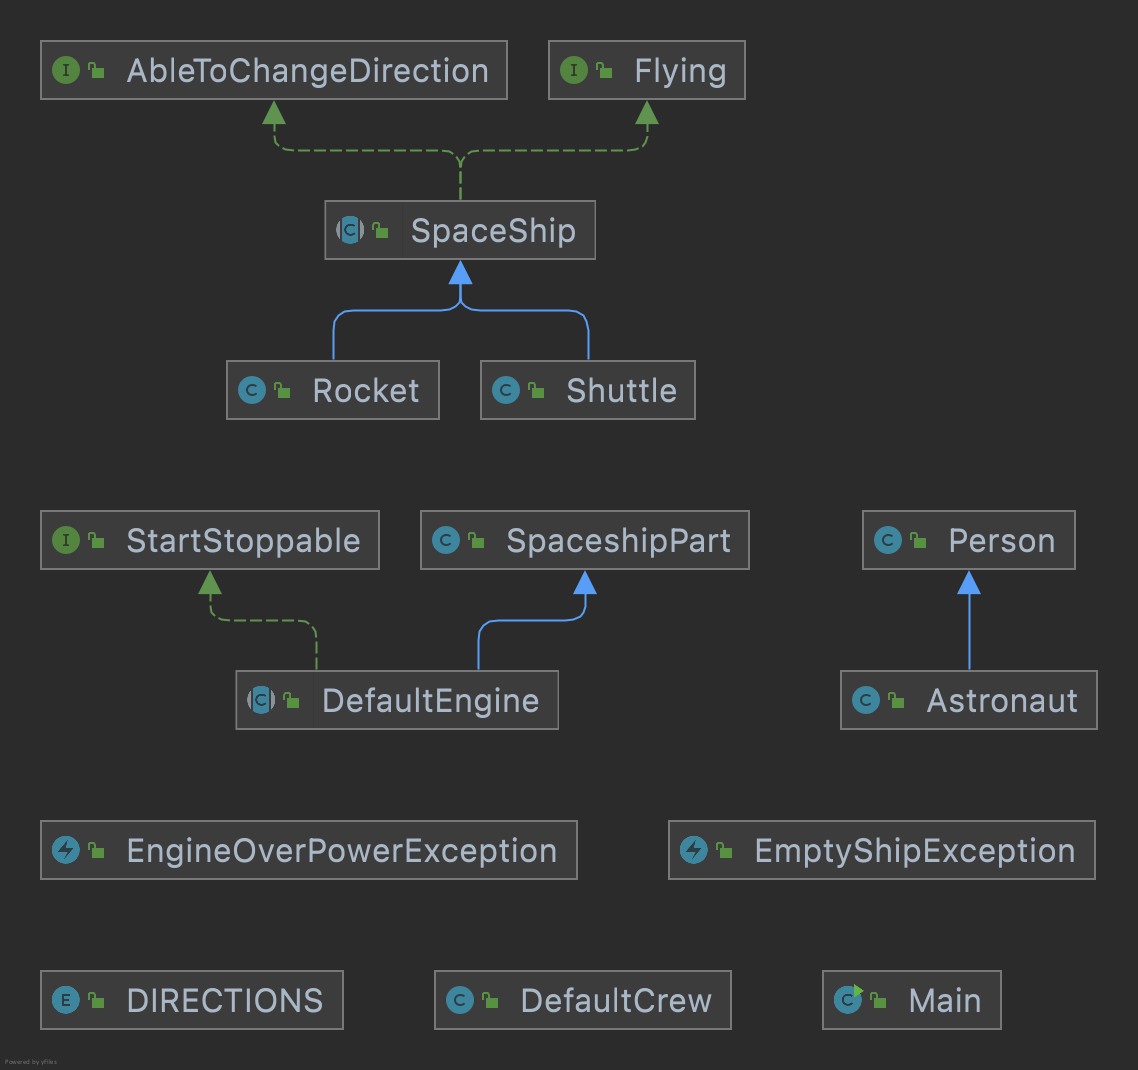 AbleToChangeDirection
Flying
SpaceShip
Rocket
Shuttle
StartStoppable
SpaceshipPart
Person
DefaultEngine
Astronaut
EngineOverPowerException
EmptyShipException
DIRECTIONS
DefaultCrew
Main
Powered by yFiles